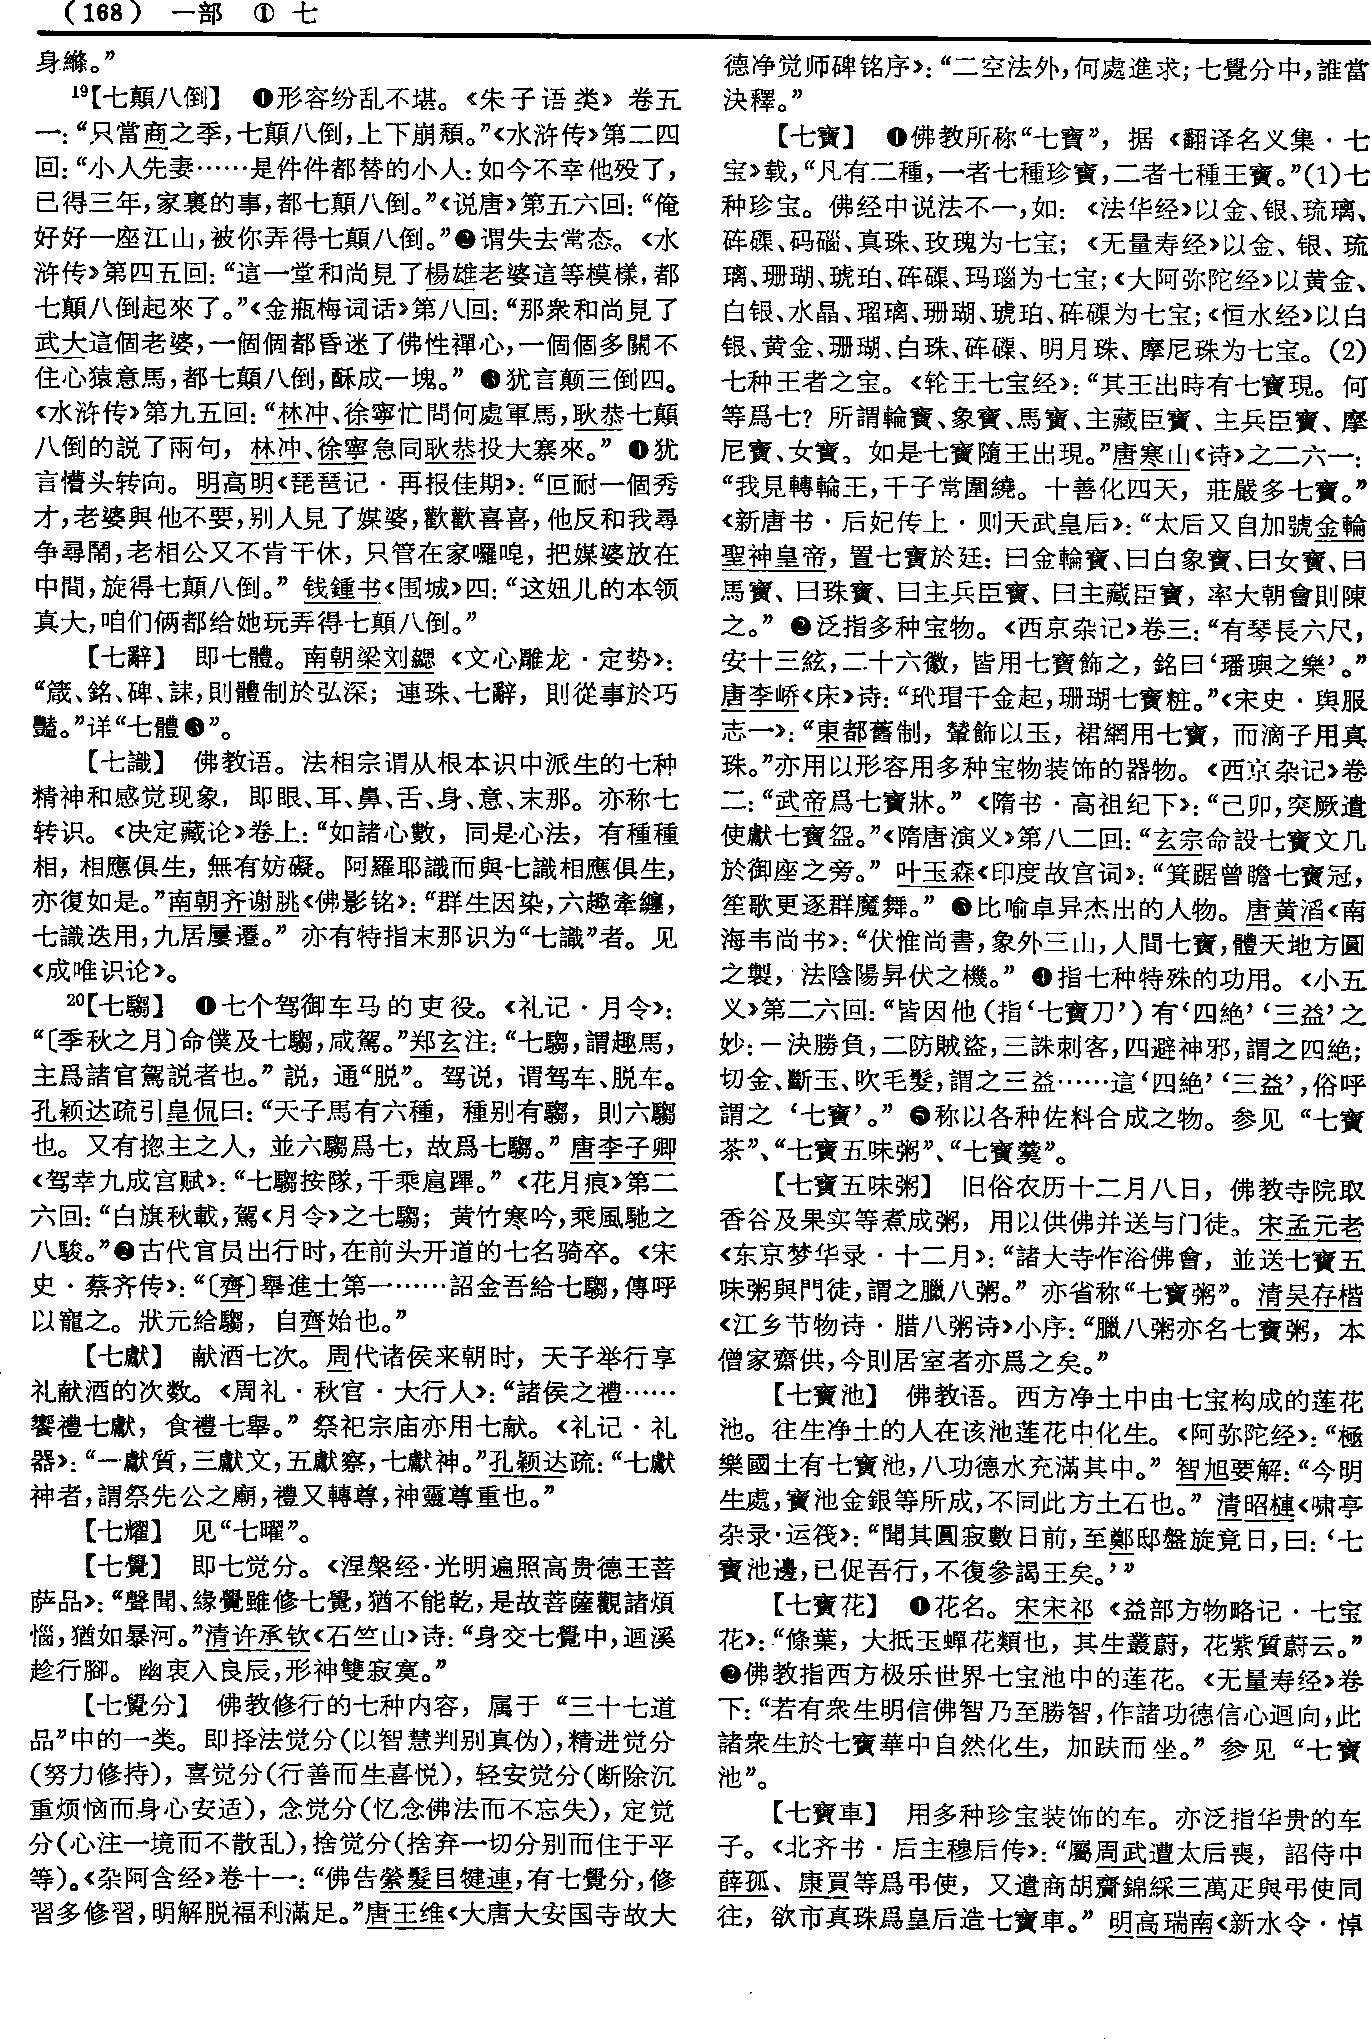 （168） 一部 ① 七
身縧。”
19【七顛八倒】 ❶形容纷乱不堪。《朱子语类》卷五
一：“只當商之季，七顛八倒，上下崩頽。”《水浒传》第二四
回：“小人先妻……是件件都替的小人：如今不幸他殁了，
已得三年，家裏的事，都七顛八倒。”《说唐》第五六回：“俺
好好一座江山，被你弄得七顛八倒。”❷谓失去常态。《水
浒传》第四五回：“這一堂和尚見了楊雄老婆這等模樣，都
七顛八倒起來了。”《金瓶梅词话》第八回：“那衆和尚見了
武大這個老婆，一個個都昏迷了佛性禪心，一個個多關不
住心猿意馬，都七顛八倒，酥成一塊。” ❸犹言颠三倒四。
《水浒传》第九五回：“林冲、徐寧忙問何處軍馬，耿恭七顛
八倒的説了兩句，林冲、徐寧急同耿恭投大寨來。” ❹犹
言懵头转向。明高明《琵琶记·再报佳期》：“叵耐一個秀
才，老婆與他不要，别人見了媒婆，歡歡喜喜，他反和我尋
争尋鬧，老相公又不肯干休，只管在家囉唣，把媒婆放在
中間，旋得七顛八倒。” 钱鍾书《围城》四：“这妞儿的本领
真大，咱们俩都给她玩弄得七顛八倒。”
【七辭】 即七體。南朝梁刘勰《文心雕龙·定势》：
“箴、銘、碑、誄，則體制於弘深；連珠、七辭，則從事於巧
豔。”详“七體❸”。
【七識】 佛教语。法相宗谓从根本识中派生的七种
精神和感觉现象，即眼、耳、鼻、舌、身、意、末那。亦称七
转识。《决定藏论》卷上：“如諸心數，同是心法，有種種
相，相應俱生，無有妨礙。阿羅耶識而與七識相應俱生，
亦復如是。”南朝齐谢朓《佛影铭》：“群生因染，六趣牽纏，
七識迭用，九居屢遷。” 亦有特指末那识为“七識”者。见
《成唯识论》。
20【七騶】 ❶七个驾御车马的吏役。《礼记·月令》：
“〔季秋之月〕命僕及七騶，咸駕。”郑玄注：“七騶，謂趣馬，
主爲諸官駕説者也。”説，通“脱”。驾说，谓驾车、脱车。
孔颖达疏引皇侃曰：“天子馬有六種，種别有騶，則六騶
也。又有揔主之人，並六騶爲七，故爲七騶。”唐李子卿
《驾幸九成宫赋》：“七騶按隊，千乘扈蹕。”《花月痕》第二
六回：“白旗秋載，駕《月令》之七騶；黄竹寒吟，乘風馳之
八駿。”❷古代官员出行时，在前头开道的七名骑卒。《宋
史·蔡齐传》：“〔齊〕舉進士第一……詔金吾給七騶，傳呼
以寵之。狀元給騶，自齊始也。”
【七獻】 献酒七次。周代诸侯来朝时，天子举行享
礼献酒的次数。《周礼·秋官·大行人》：“諸侯之禮……
饗禮七獻，食禮七舉。”祭祀宗庙亦用七献。《礼记·礼
器》：“一獻質，三獻文，五獻察，七獻神。”孔颖达疏：“七獻
神者，謂祭先公之廟，禮又轉尊，神靈尊重也。”
【七耀】 见“七曜”。
【七覺】 即七觉分。《涅槃经·光明遍照高贵德王菩
萨品》：“聲聞、緣覺雖修七覺，猶不能乾，是故菩薩觀諸煩
惱，猶如暴河。”清许承钦《石竺山》诗：“身交七覺中，迴溪
趁行腳。幽衷入良辰，形神雙寂寞。”
【七覺分】 佛教修行的七种内容，属于“三十七道
品”中的一类。即择法觉分（以智慧判别真伪），精进觉分
（努力修持），喜觉分（行善而生喜悦），轻安觉分（断除沉
重烦恼而身心安适），念觉分（忆念佛法而不忘失），定觉
分（心注一境而不散乱），捨觉分（捨弃一切分别而住于平
等）。《杂阿含经》卷十一：“佛告縈髮目犍連，有七覺分，修
習多修習，明解脱福利滿足。”唐王维《大唐大安国寺故大
德净觉师碑铭序》：“二空法外，何處進求；七覺分中，誰當
決釋。”
【七寶】 ❶佛教所称“七寶”，据《翻译名义集·七
宝》载，“凡有二種，一者七種珍寶，二者七種王寶。”(1)七
种珍宝。佛经中说法不一，如：《法华经》以金、银、琉璃、
砗磲、码碯、真珠、玫瑰为七宝；《无量寿经》以金、银、琉
璃、珊瑚、琥珀、砗磲、玛瑙为七宝；《大阿弥陀经》以黄金、
白银、水晶、瑠璃、珊瑚、琥珀、砗磲为七宝；《恒水经》以白
银、黄金、珊瑚、白珠、砗磲、明月珠、摩尼珠为七宝。(2)
七种王者之宝。《轮王七宝经》：“其王出時有七寶現。何
等爲七？所謂輪寶、象寶、馬寶、主藏臣寶、主兵臣寶、摩
尼寶、女寶。如是七寶隨王出現。”唐寒山《诗》之二六一：
“我見轉輪王，千子常圍繞。十善化四天，莊嚴多七寶。”
《新唐书·后妃传上·则天武皇后》：“太后又自加號金輪
聖神皇帝，置七寶於廷：曰金輪寶、曰白象寶、曰女寶、曰
馬寶、曰珠寶、曰主兵臣寶、曰主藏臣寶，率大朝會則陳
之。” ❷泛指多种宝物。《西京杂记》卷三：“有琴長六尺，
安十三絃，二十六徽，皆用七寶飾之，銘曰‘璠璵之樂’。”
唐李峤《床》诗：“玳瑁千金起，珊瑚七寶粧。”《宋史·舆服
志一》：“東都舊制，輦飾以玉，裙網用七寶，而滴子用真
珠。”亦用以形容用多种宝物装饰的器物。《西京杂记》卷
二：“武帝爲七寶牀。”《隋书·高祖纪下》：“己卯，突厥遣
使獻七寶盌。”《隋唐演义》第八二回：“玄宗命設七寶文几
於御座之旁。” 叶玉森《印度故宫词》：“箕踞曾瞻七寶冠，
笙歌更逐群魔舞。” ❸比喻卓异杰出的人物。唐黄滔《南
海韦尚书》：“伏惟尚書，象外三山，人間七寶，體天地方圓
之製，法陰陽昇伏之機。” ❹指七种特殊的功用。《小五
义》第二六回：“皆因他（指‘七寶刀’）有‘四絶’‘三益’之
妙：一決勝負，二防賊盜，三誅刺客，四避神邪，謂之四絶；
切金、斷玉、吹毛髮，謂之三益……這‘四絶’‘三益’，俗呼
謂之‘七寶’。” ❺称以各种佐料合成之物。参见“七寶
茶”、“七寶五味粥”、“七寶羹”。
【七寶五味粥】 旧俗农历十二月八日，佛教寺院取
香谷及果实等煮成粥，用以供佛并送与门徒。宋孟元老
《东京梦华录·十二月》：“諸大寺作浴佛會，並送七寶五
味粥與門徒，謂之臘八粥。” 亦省称“七寶粥”。清吴存楷
《江乡节物诗·腊八粥诗》小序：“臘八粥亦名七寶粥，本
僧家齋供，今則居室者亦爲之矣。”
【七寶池】 佛教语。西方净土中由七宝构成的莲花
池。往生净土的人在该池莲花中化生。《阿弥陀经》：“極
樂國土有七寶池，八功德水充滿其中。” 智旭要解：“今明
生處，寶池金銀等所成，不同此方土石也。” 清昭槤《啸亭
杂录·运筏》：“聞其圓寂數日前，至鄭邸盤旋竟日，曰：‘七
寶池邊，已促吾行，不復參謁王矣。’”
【七寶花】 ❶花名。宋宋祁《益部方物略记·七宝
花》：“條葉，大抵玉蟬花類也，其生叢蔚，花紫質蔚云。”
❷佛教指西方极乐世界七宝池中的莲花。《无量寿经》卷
下：“若有衆生明信佛智乃至勝智，作諸功德信心迴向，此
諸衆生於七寶華中自然化生，加趺而坐。”参见“七寶
池”。
【七寶車】 用多种珍宝装饰的车。亦泛指华贵的车
子。《北齐书·后主穆后传》：“屬周武遭太后喪，詔侍中
薛孤、康買等爲弔使，又遣商胡齎錦綵三萬疋與弔使同
往，欲市真珠爲皇后造七寶車。” 明高瑞南《新水令·悼